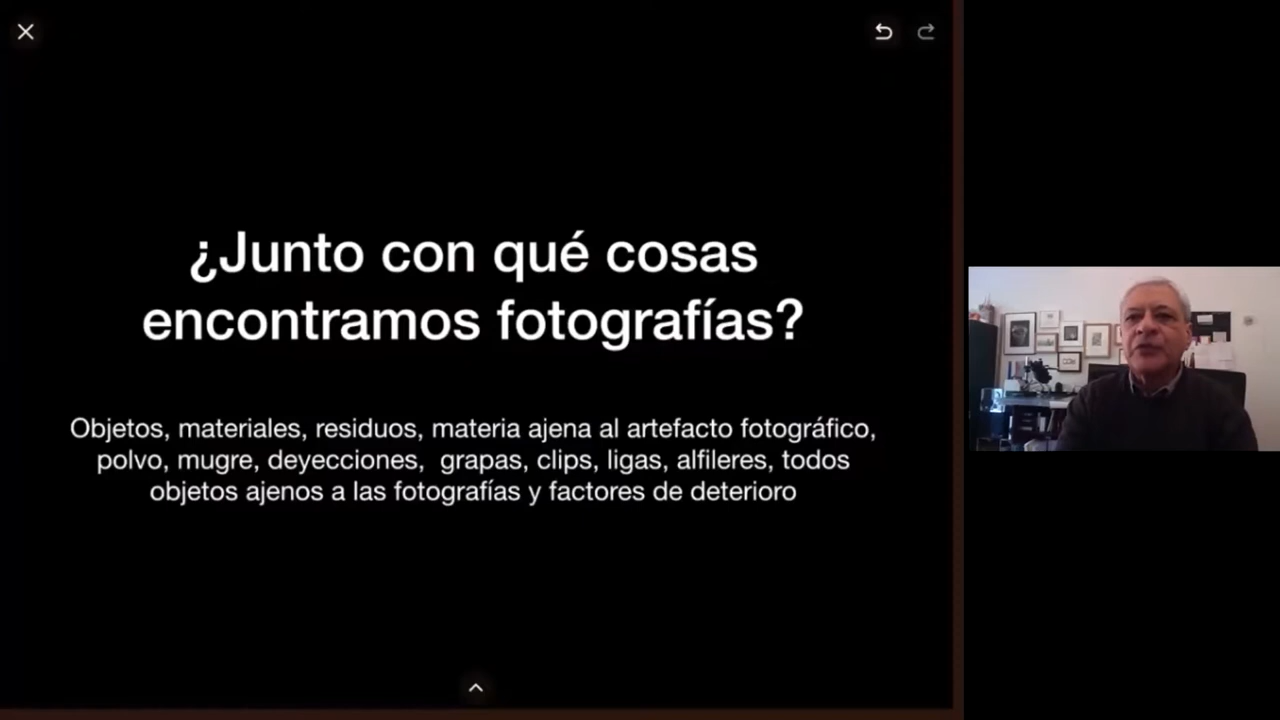 ¿Junto con qué cosas
encontramos fotografías?
Objetos, materiales, residuos, materia ajena al artefacto fotográfico,
polvo, mugre, deyecciones,  grapas, clips, ligas, alfileres, todos
objetos ajenos a las fotografías y factores de deterioro